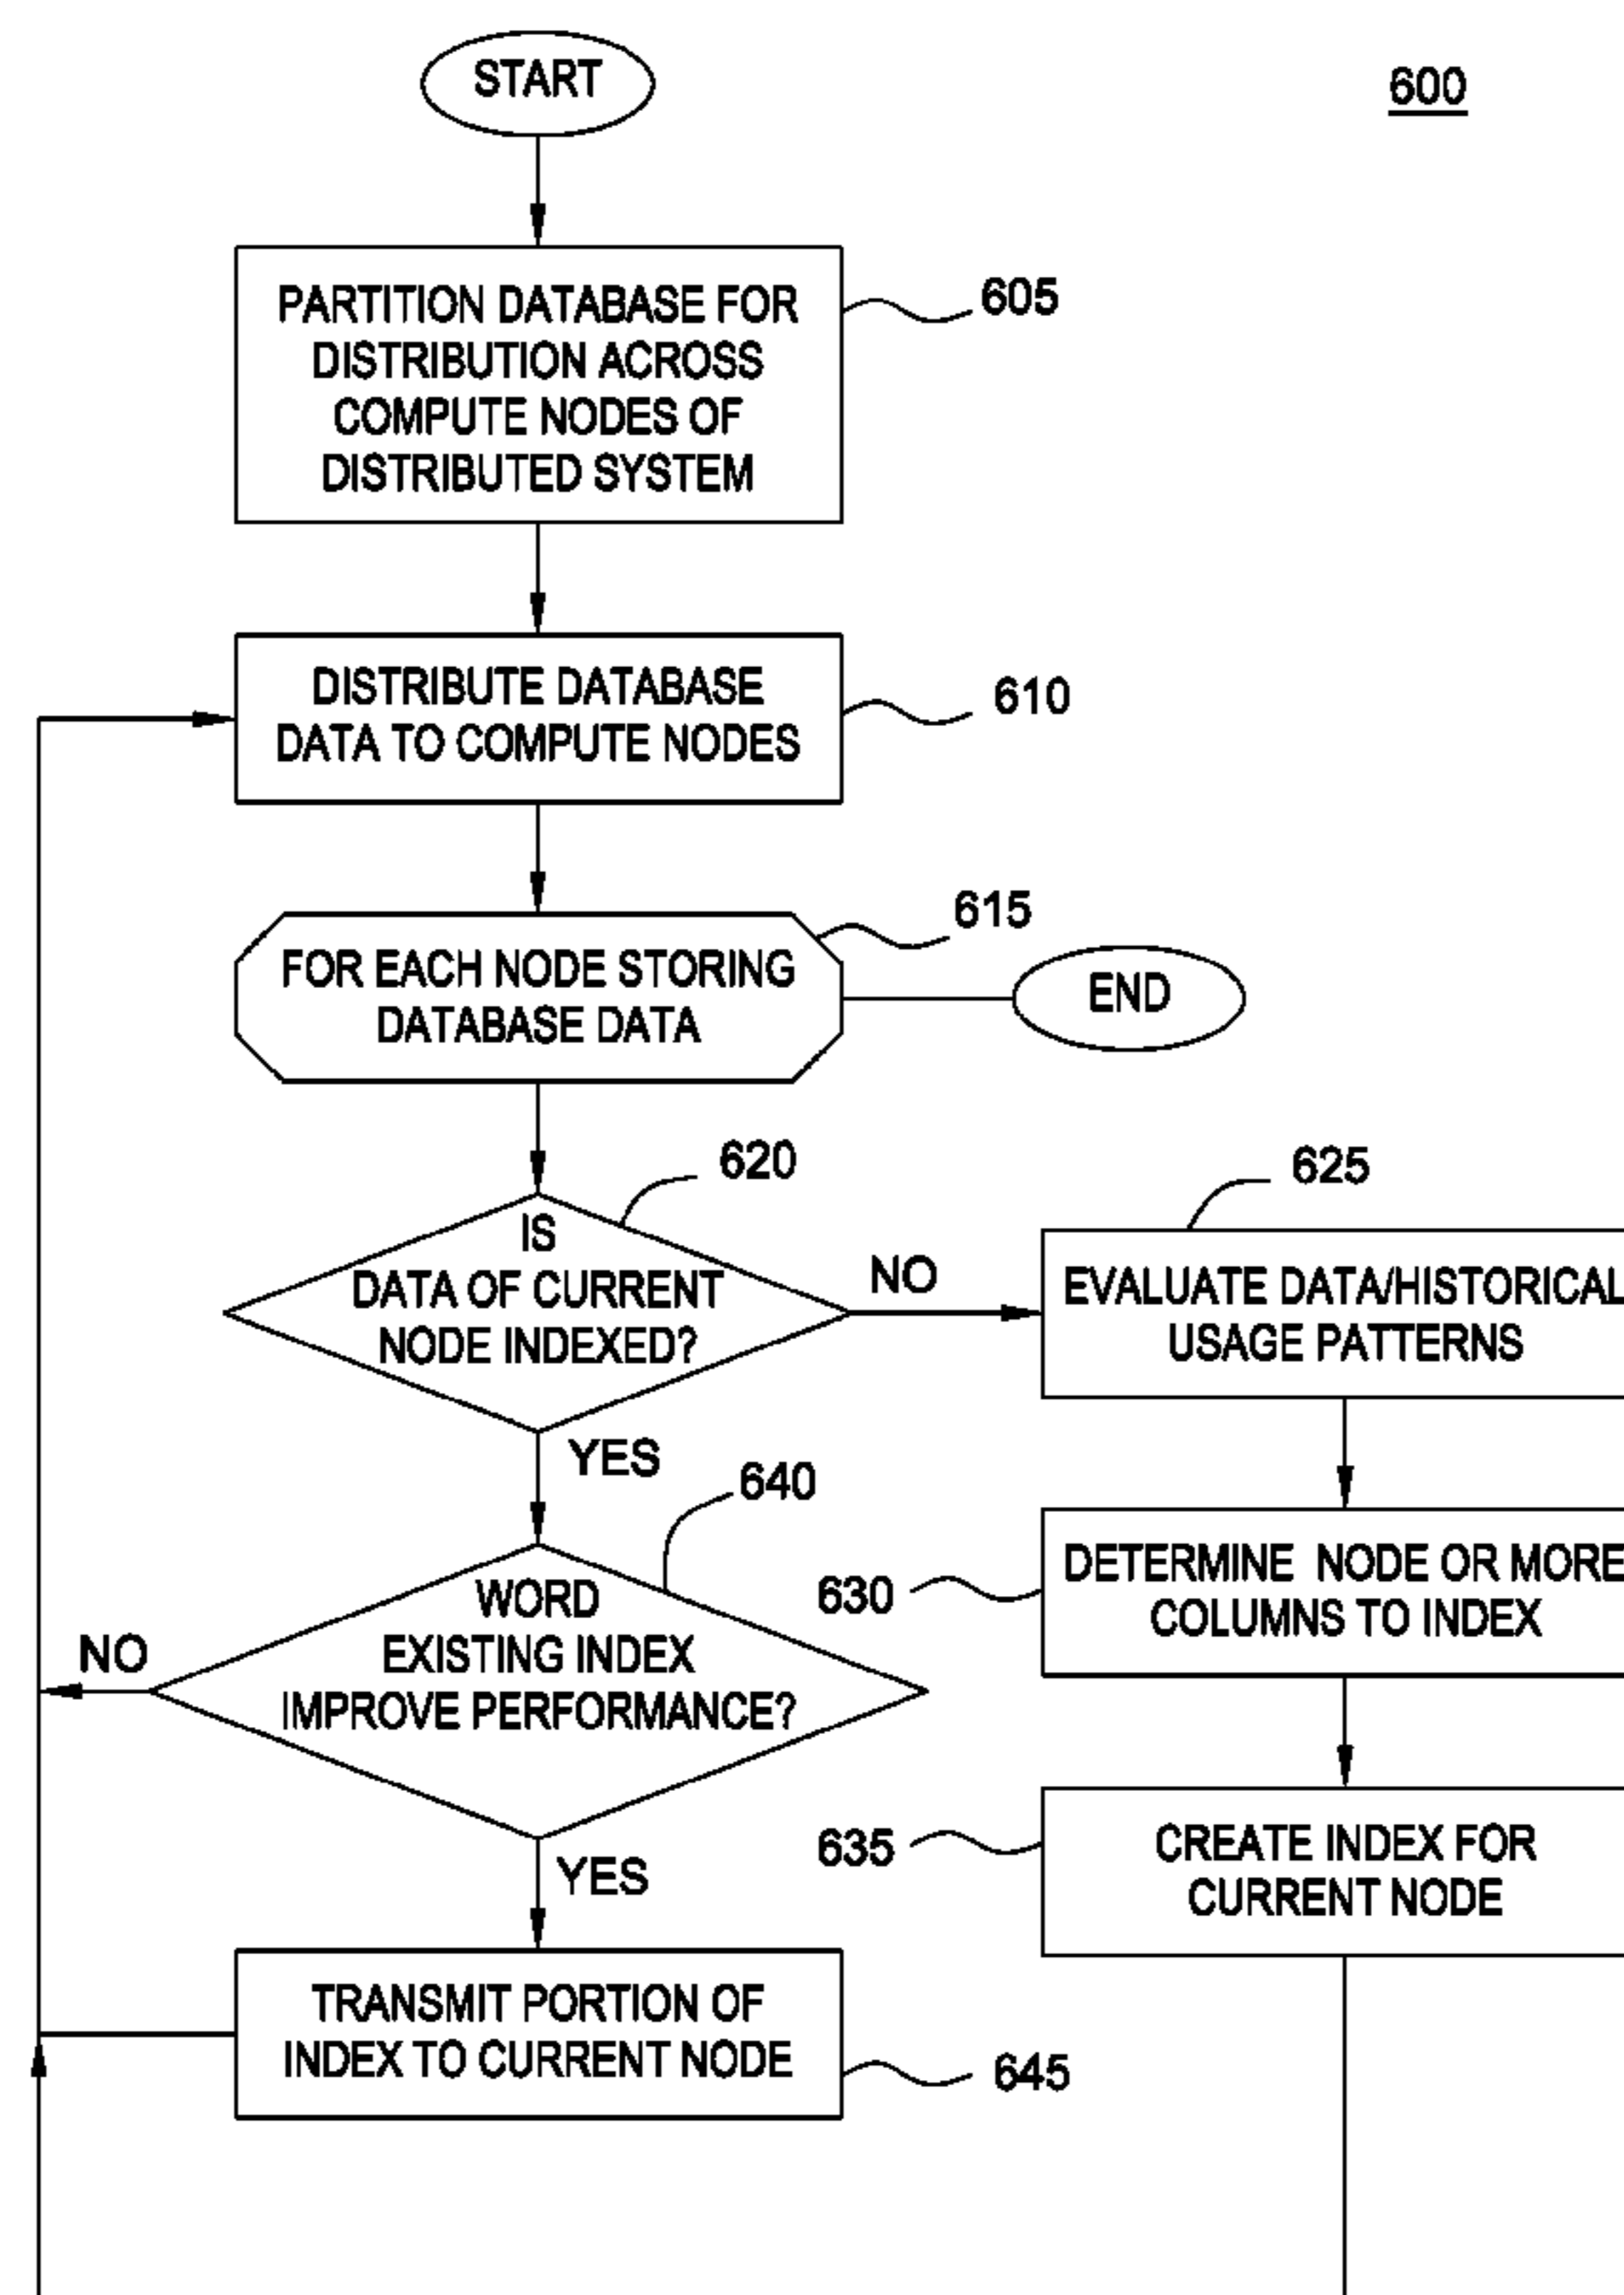 START
600
PARTITION DATABASE FOR
DISTRIBUTION ACROSS
COMPUTE NODES OF
DISTRIBUTED SYSTEM
605
DISTRIBUTE DATABASE
DATA TO COMPUTE NODES
610
FOR EACH NODE STORING
DATABASE DATA
615
END
IS
DATA OF CURRENT
NODE INDEXED?
620
NO
YES
625
EVALUATE DATA/HISTORICAL
USAGE PATTERNS
630
DETERMINE NODE OR MORE
COLUMNS TO INDEX
635
CREATE INDEX FOR
CURRENT NODE
640
WORD
EXISTING INDEX
IMPROVE PERFORMANCE?
NO
YES
TRANSMIT PORTION OF
INDEX TO CURRENT NODE
645